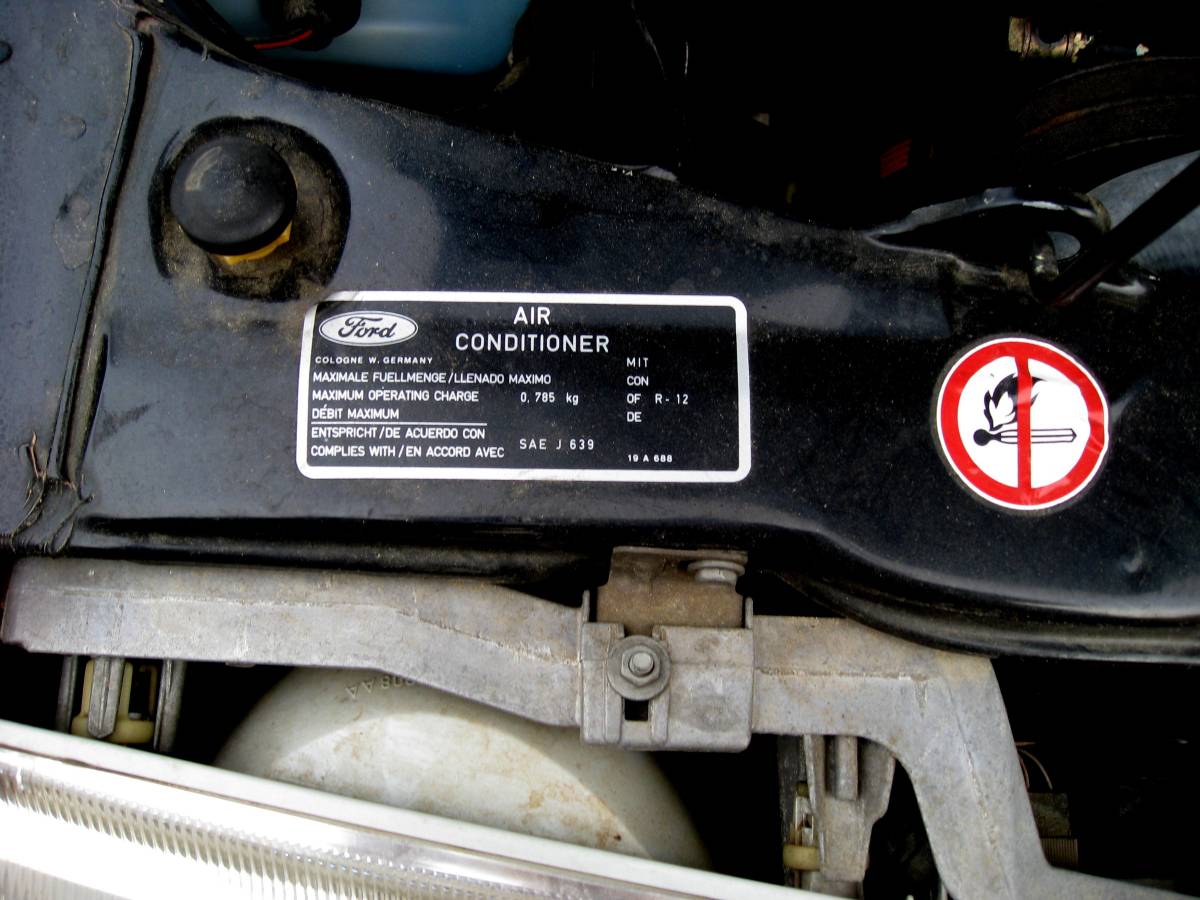 Ford
AIR
CONDITIONER
COLOGNE W. GERMANY
MAXIMALE FUELLMENGE/LLENADO MAXIMO
MAXIMUM OPERATING CHARGE 0,785 kg
DÉBIT MAXIMUM
MIT
CON
OF R-12
DE
ENTSPRICHT/DE ACUERDO CON
COMPLIES WITH/EN ACCORD AVEC
SAE J 639
19 A 688